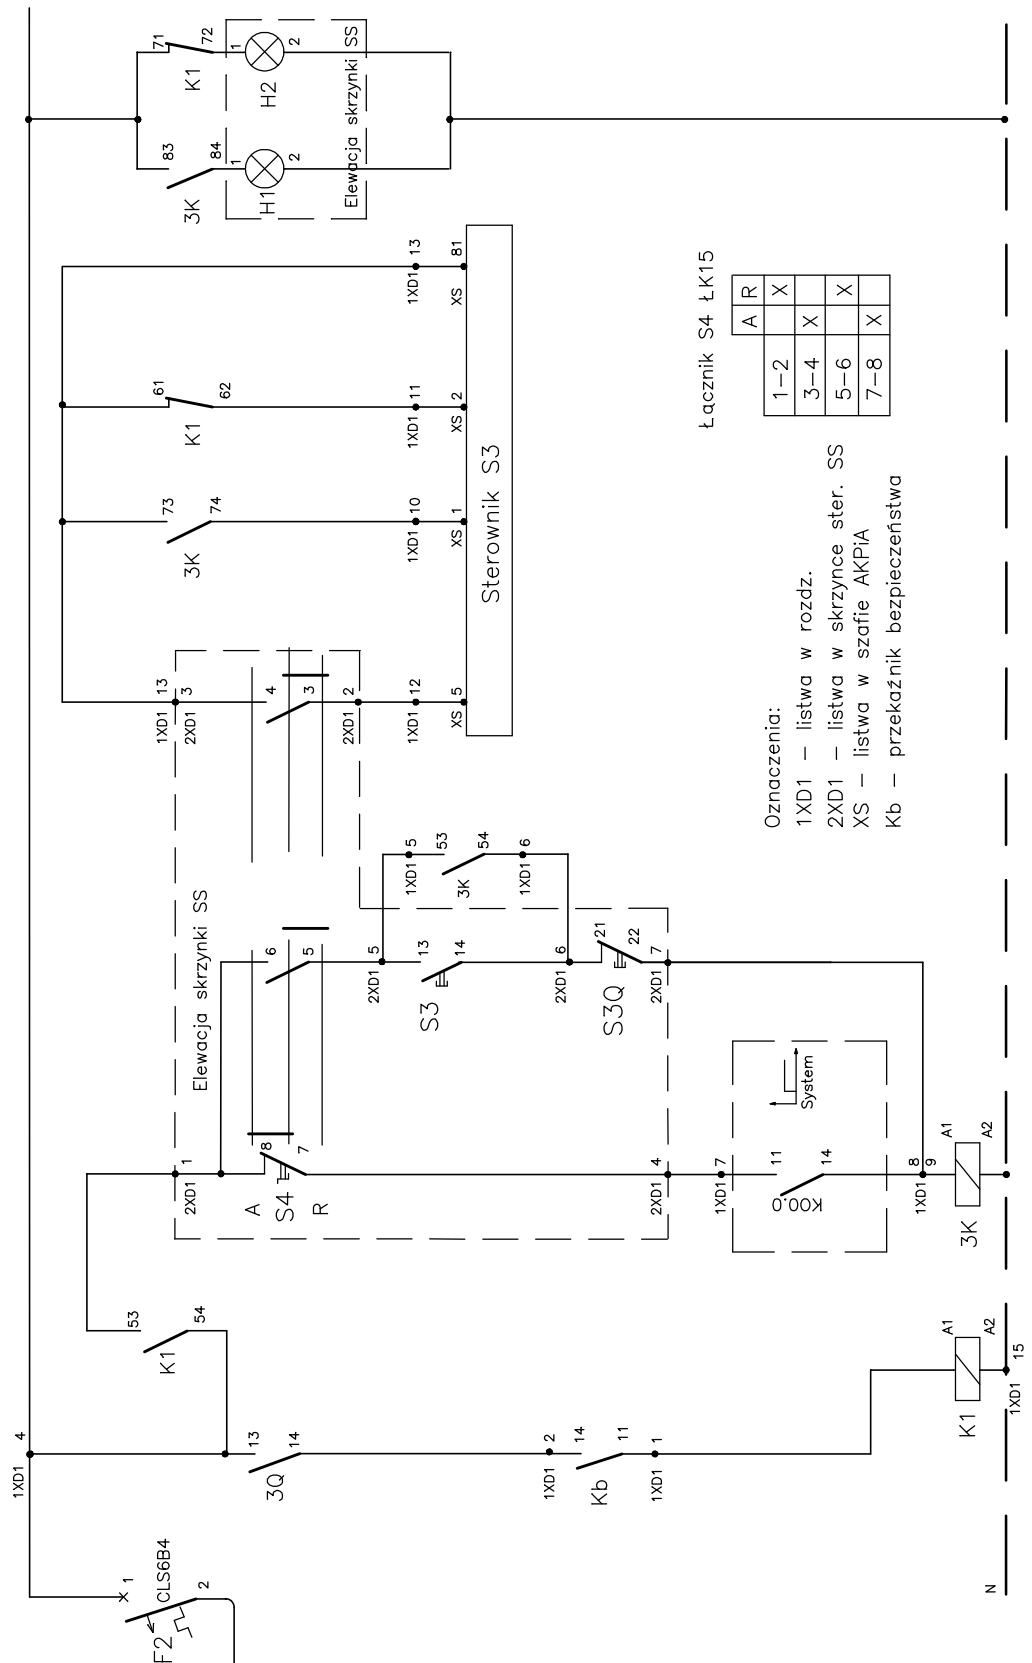 F2
1
CLS6B4
2
N
1XD1
4
3Q
13
14
1XD1
2
Kb
14
11
1XD1
1
K1
A1
A2
1XD1
15
K1
53
54
Elewacja skrzynki SS
2XD1
1
A
S4
R
8
7
2XD1
4
1XD1
7
K00.0
11
14
System
1XD1
8
9
3K
A1
A2
6
5
2XD1
5
S3
13
14
2XD1
6
S3Q
21
22
2XD1
7
1XD1
5
3K
53
54
1XD1
6
1XD1
13
2XD1
3
4
3
2XD1
2
1XD1
12
XS
5
3K
73
74
1XD1
10
XS
1
K1
61
62
1XD1
11
XS
2
1XD1
13
XS
81
Sterownik S3
3K
83
84
1
H1
2
K1
71
72
1
H2
2
Elewacja skrzynki SS
Oznaczenia:
1XD1 – listwa w rozdz.
2XD1 – listwa w skrzynce ster. SS
XS – listwa w szafie AKPiA
Kb – przekaźnik bezpieczeństwa
Łącznik S4 ŁK15
A R
1–2 X
3–4 X
5–6 X
7–8 X